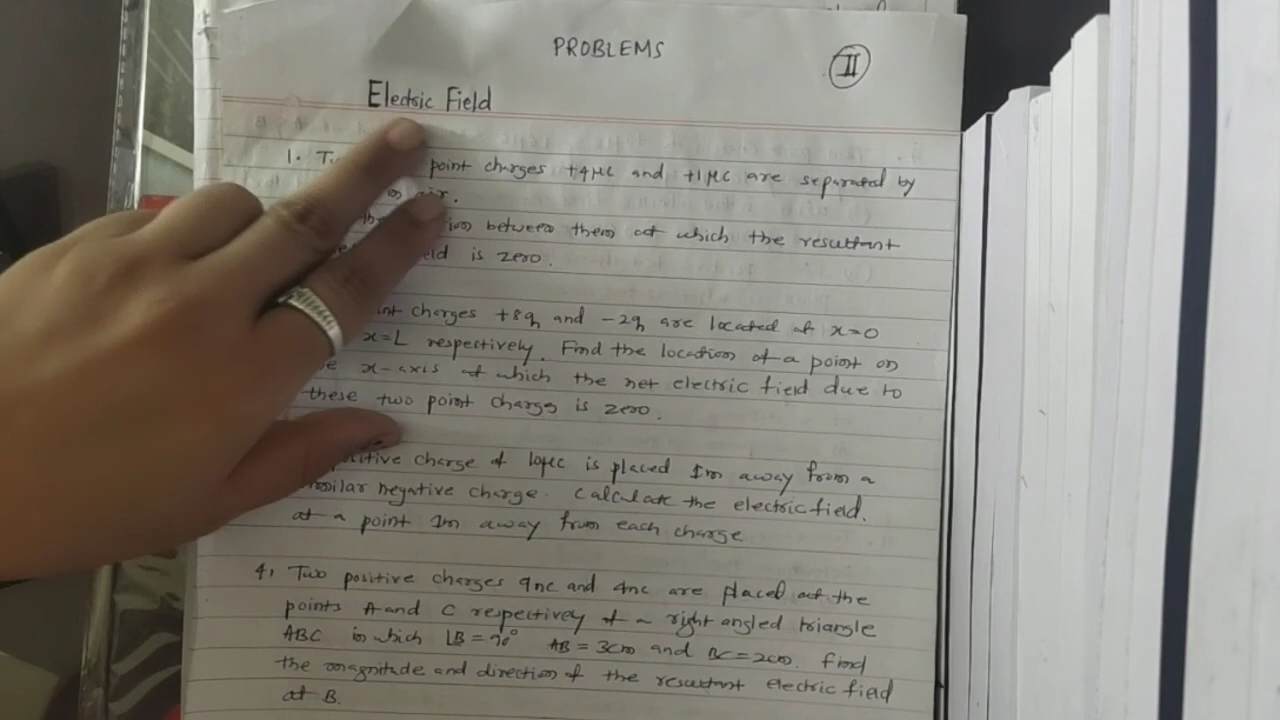 PROBLEMS
II
Electric Field
1. point charges +4μC and +1μC are separated by
in air.
between them at which the resultant
is zero.
charges +8q and -2q are located at x=0
x=L respectively. Find the location of a point on
x-axis at which the net electric field due to
these two point charges is zero.
charge of 10μc is placed 1m away from a
negative charge. Calculate the electric field.
at a point 1m away from each charge
4, Two positive charges 9nc and 4nc are placed at the
points A and C respectivey of a right angled triangle
ABC in which ∠B = 90° AB = 3cm and BC = 2cm. Find
the magnitude and direction of the resultant electric field
at B.